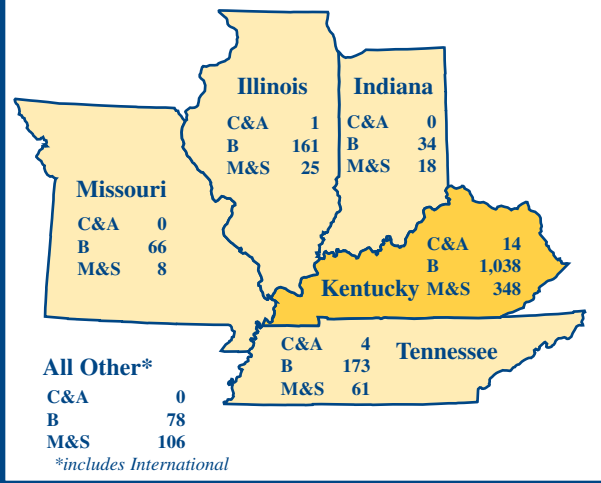 Illinois
C&A 1
B 161
M&S 25
Indiana
C&A 0
B 34
M&S 18
Missouri
C&A 0
B 66
M&S 8
Kentucky
C&A 14
B 1,038
M&S 348
Tennessee
C&A 4
B 173
M&S 61
All Other*
C&A 0
B 78
M&S 106
*includes International